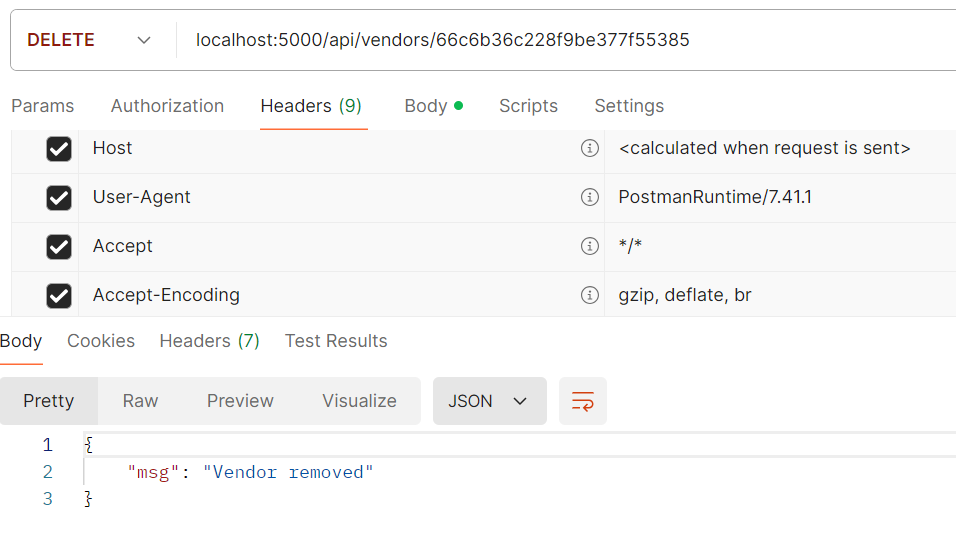 DELETE localhost:5000/api/vendors/66c6b36c228f9be377f55385
Params Authorization Headers (9) Body Scripts Settings
Host <calculated when request is sent>
User-Agent PostmanRuntime/7.41.1
Accept */*
Accept-Encoding gzip, deflate, br
Body Cookies Headers (7) Test Results
Pretty Raw Preview Visualize JSON
1 {
2 "msg": "Vendor removed"
3 }